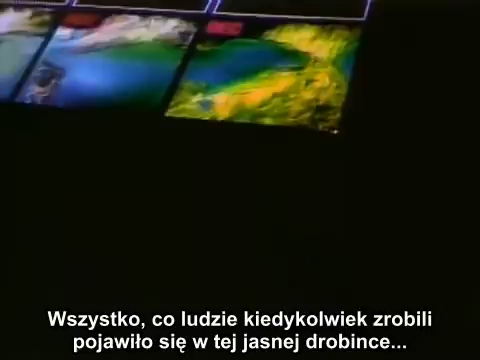 Wszystko, co ludzie kiedykolwiek zrobili
pojawiło się w tej jasnej drobince...